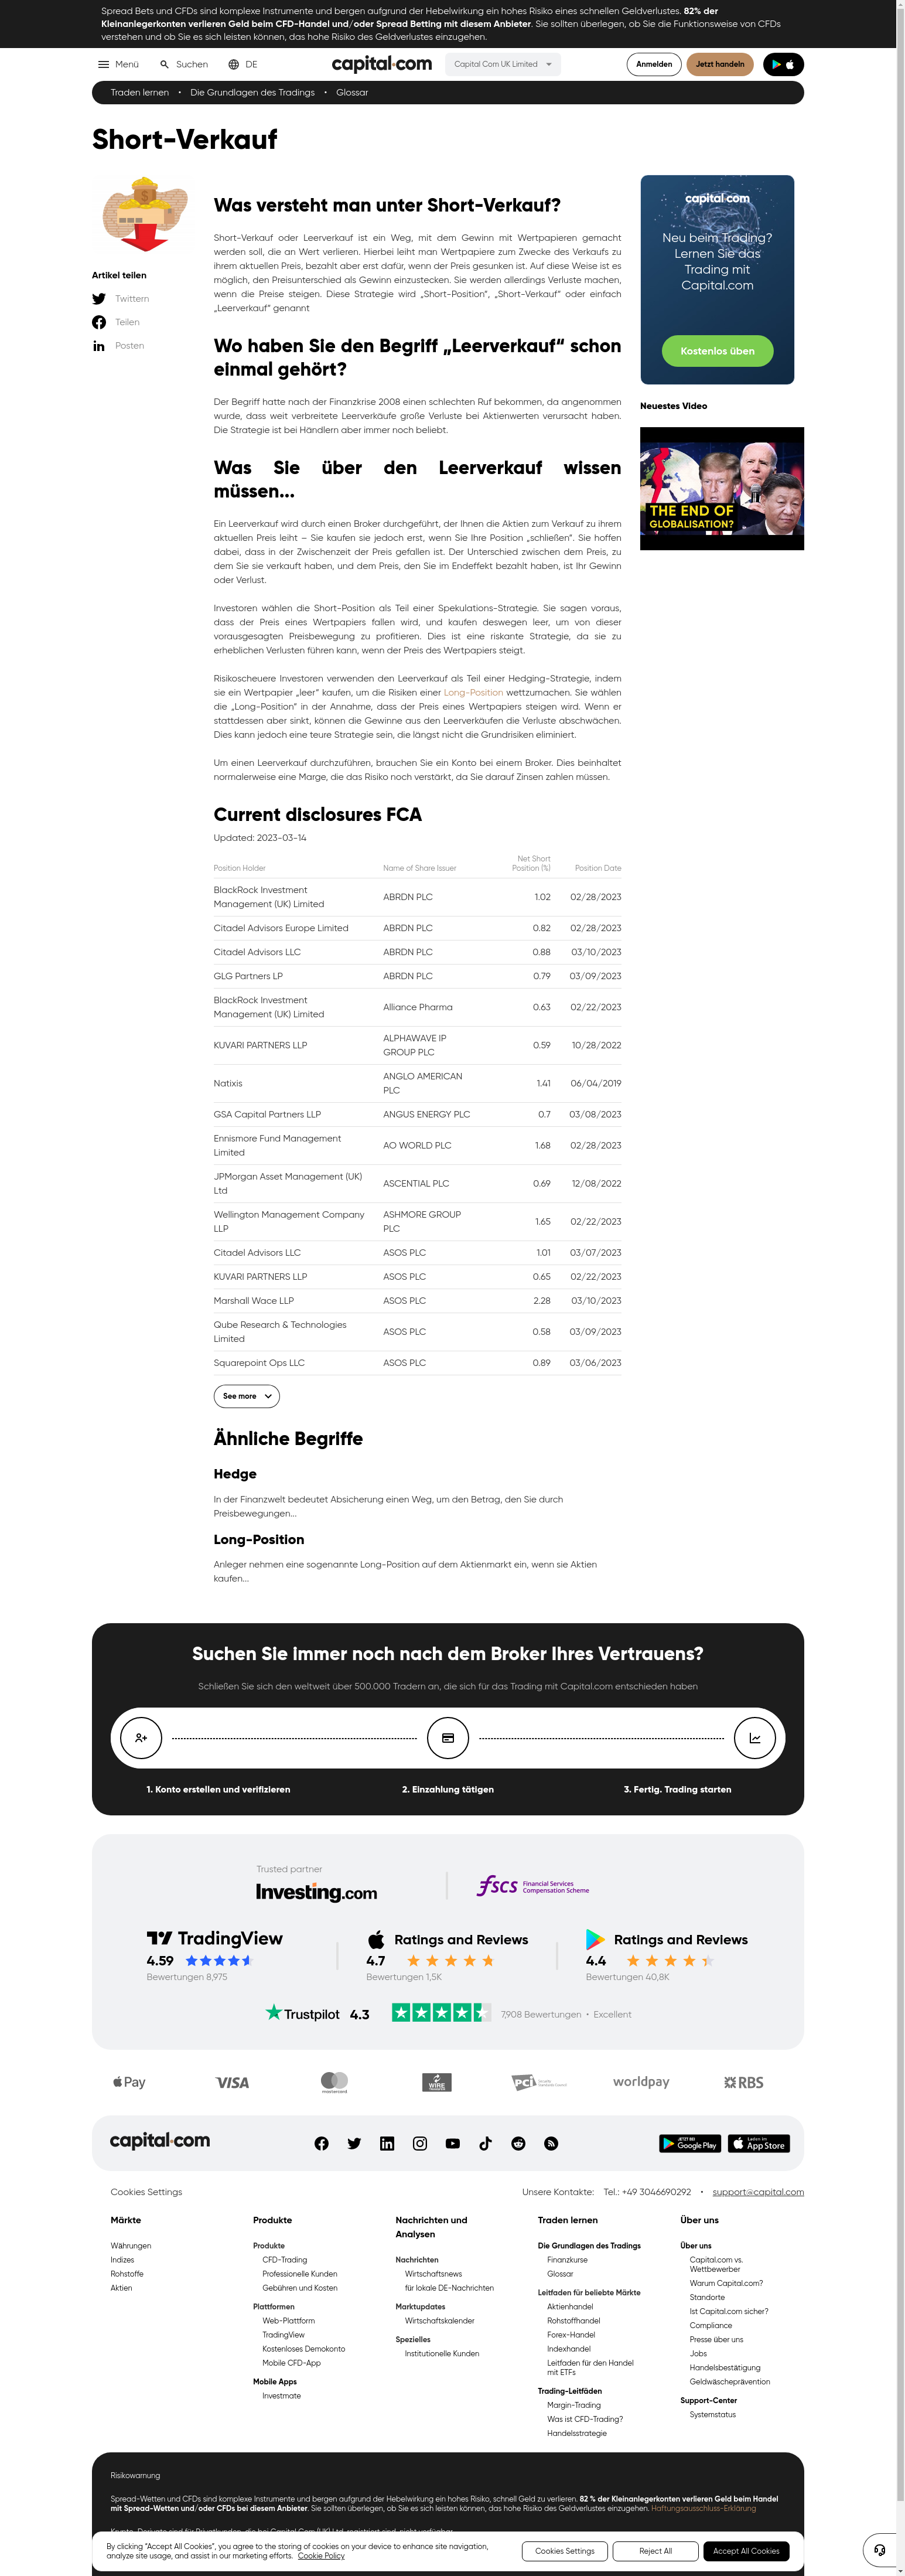 Spread Bets und CFDs sind komplexe Instrumente und bergen aufgrund der Hebelwirkung ein hohes Risiko eines schnellen Geldverlustes. 82% der
Kleinanlegerkonten verlieren Geld beim CFD-Handel und/oder Spread Betting mit diesem Anbieter. Sie sollten überlegen, ob Sie die Funktionsweise von CFDs
verstehen und ob Sie es sich leisten können, das hohe Risiko des Geldverlustes einzugehen.
Menü Suchen DE capital.com Capital Com UK Limited Anmelden Jetzt handeln
Traden lernen • Die Grundlagen des Tradings • Glossar
Short-Verkauf
Artikel teilen
Twittern
Teilen
Posten
Was versteht man unter Short-Verkauf?
Short-Verkauf oder Leerverkauf ist ein Weg, mit dem Gewinn mit Wertpapieren gemacht
werden soll, die an Wert verlieren. Hierbei leiht man Wertpapiere zum Zwecke des Verkaufs zu
ihrem aktuellen Preis, bezahlt aber erst dafür, wenn der Preis gesunken ist. Auf diese Weise ist es
möglich, den Preisunterschied als Gewinn einzustecken. Sie werden allerdings Verluste machen,
wenn die Preise steigen. Diese Strategie wird „Short-Position“, „Short-Verkauf“ oder einfach
„Leerverkauf“ genannt
Wo haben Sie den Begriff „Leerverkauf“ schon
einmal gehört?
Der Begriff hatte nach der Finanzkrise 2008 einen schlechten Ruf bekommen, da angenommen
wurde, dass weit verbreitete Leerverkäufe große Verluste bei Aktienwerten verursacht haben.
Die Strategie ist bei Händlern aber immer noch beliebt.
Was Sie über den Leerverkauf wissen
müssen...
Ein Leerverkauf wird durch einen Broker durchgeführt, der Ihnen die Aktien zum Verkauf zu ihrem
aktuellen Preis leiht – Sie kaufen sie jedoch erst, wenn Sie Ihre Position „schließen“. Sie hoffen
dabei, dass in der Zwischenzeit der Preis gefallen ist. Der Unterschied zwischen dem Preis, zu
dem Sie sie verkauft haben, und dem Preis, den Sie im Endeffekt bezahlt haben, ist Ihr Gewinn
oder Verlust.
Investoren wählen die Short-Position als Teil einer Spekulations-Strategie. Sie sagen voraus,
dass der Preis eines Wertpapiers fallen wird, und kaufen deswegen leer, um von dieser
vorausgesagten Preisbewegung zu profitieren. Dies ist eine riskante Strategie, da sie zu
erheblichen Verlusten führen kann, wenn der Preis des Wertpapiers steigt.
Risikoscheuere Investoren verwenden den Leerverkauf als Teil einer Hedging-Strategie, indem
sie ein Wertpapier „leer“ kaufen, um die Risiken einer Long-Position wettzumachen. Sie wählen
die „Long-Position“ in der Annahme, dass der Preis eines Wertpapiers steigen wird. Wenn er
stattdessen aber sinkt, können die Gewinne aus den Leerverkäufen die Verluste abschwächen.
Dies kann jedoch eine teure Strategie sein, die längst nicht die Grundrisiken eliminiert.
Um einen Leerverkauf durchzuführen, brauchen Sie ein Konto bei einem Broker. Dies beinhaltet
normalerweise eine Marge, die das Risiko noch verstärkt, da Sie darauf Zinsen zahlen müssen.
capital.com
Neu beim Trading?
Lernen Sie das
Trading mit
Capital.com
Kostenlos üben
Neuestes Video
THE END OF
GLOBALISATION?
Current disclosures FCA
Updated: 2023-03-14
Position Holder Name of Share Issuer Net Short Position (%) Position Date
BlackRock Investment
Management (UK) Limited ABRDN PLC 1.02 02/28/2023
Citadel Advisors Europe Limited ABRDN PLC 0.82 02/28/2023
Citadel Advisors LLC ABRDN PLC 0.88 03/10/2023
GLG Partners LP ABRDN PLC 0.79 03/09/2023
BlackRock Investment
Management (UK) Limited Alliance Pharma 0.63 02/22/2023
KUVARI PARTNERS LLP ALPHAWAVE IP GROUP PLC 0.59 10/28/2022
Natixis ANGLO AMERICAN PLC 1.41 06/04/2019
GSA Capital Partners LLP ANGUS ENERGY PLC 0.7 03/08/2023
Ennismore Fund Management
Limited AO WORLD PLC 1.68 02/28/2023
JPMorgan Asset Management (UK)
Ltd ASCENTIAL PLC 0.69 12/08/2022
Wellington Management Company
LLP ASHMORE GROUP PLC 1.65 02/22/2023
Citadel Advisors LLC ASOS PLC 1.01 03/07/2023
KUVARI PARTNERS LLP ASOS PLC 0.65 02/22/2023
Marshall Wace LLP ASOS PLC 2.28 03/10/2023
Qube Research & Technologies
Limited ASOS PLC 0.58 03/09/2023
Squarepoint Ops LLC ASOS PLC 0.89 03/06/2023
See more
Ähnliche Begriffe
Hedge
In der Finanzwelt bedeutet Absicherung einen Weg, um den Betrag, den Sie durch
Preisbewegungen...
Long-Position
Anleger nehmen eine sogenannte Long-Position auf dem Aktienmarkt ein, wenn sie Aktien
kaufen...
Suchen Sie immer noch nach dem Broker Ihres Vertrauens?
Schließen Sie sich den weltweit über 500.000 Tradern an, die sich für das Trading mit Capital.com entschieden haben
1. Konto erstellen und verifizieren 2. Einzahlung tätigen 3. Fertig. Trading starten
Trusted partner
Investing.com
fscs Financial Services
Compensation Scheme
TradingView
4.59
Bewertungen 8,975
Ratings and Reviews
4.7
Bewertungen 1,5K
Ratings and Reviews
4.4
Bewertungen 40,8K
Trustpilot 4.3 7,908 Bewertungen • Excellent
Pay VISA mastercard WIRE PCI worldpay RBS
capital.com JETZT BEI Google Play Laden im App Store
Cookies Settings Unsere Kontakte: Tel.: +49 3046690292 • support@capital.com
Märkte
Währungen
Indizes
Rohstoffe
Aktien
Produkte
Produkte
CFD-Trading
Professionelle Kunden
Gebühren und Kosten
Plattformen
Web-Plattform
TradingView
Kostenloses Demokonto
Mobile CFD-App
Mobile Apps
Investmate
Nachrichten und
Analysen
Nachrichten
Wirtschaftsnews
für lokale DE-Nachrichten
Marktupdates
Wirtschaftskalender
Spezielles
Institutionelle Kunden
Traden lernen
Die Grundlagen des Tradings
Finanzkurse
Glossar
Leitfaden für beliebte Märkte
Aktienhandel
Rohstoffhandel
Forex-Handel
Indexhandel
Leitfaden für den Handel
mit ETFs
Trading-Leitfäden
Margin-Trading
Was ist CFD-Trading?
Handelsstrategie
Über uns
Über uns
Capital.com vs.
Wettbewerber
Warum Capital.com?
Standorte
Ist Capital.com sicher?
Compliance
Presse über uns
Jobs
Handelsbestätigung
Geldwäscheprävention
Support-Center
Systemstatus
Risikowarnung
Spread-Wetten und CFDs sind komplexe Instrumente und bergen aufgrund der Hebelwirkung ein hohes Risiko, schnell Geld zu verlieren. 82 % der Kleinanlegerkonten verlieren Geld beim Handel
mit Spread-Wetten und/oder CFDs bei diesem Anbieter. Sie sollten überlegen, ob Sie es sich leisten können, das hohe Risiko des Geldverlustes einzugehen. Haftungsausschluss-Erklärung
By clicking “Accept All Cookies”, you agree to the storing of cookies on your device to enhance site navigation,
analyze site usage, and assist in our marketing efforts. Cookie Policy
Cookies Settings Reject All Accept All Cookies